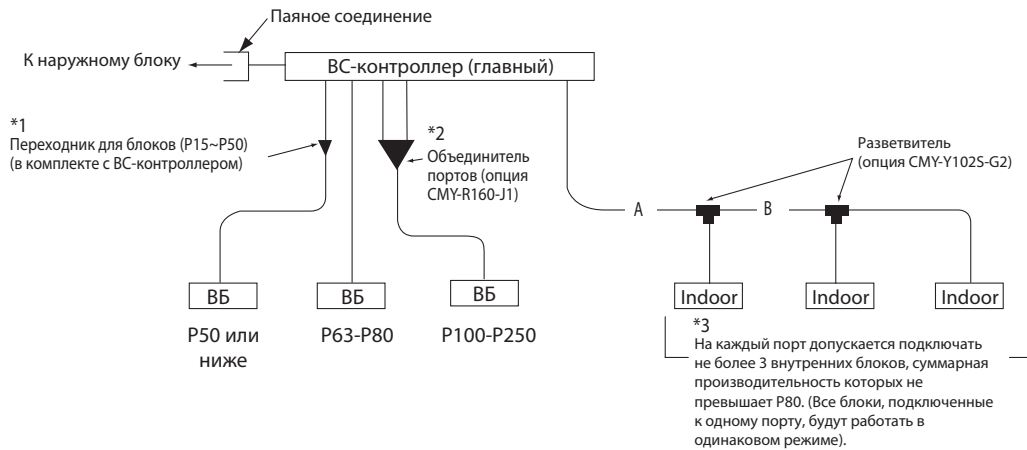 Паяное соединение
К наружному блоку
ВС-контроллер (главный)
*1
Переходник для блоков (P15~P50)
(в комплекте с ВС-контроллером)
*2
Объединитель
портов (опция
CMY-R160-J1)
Разветвитель
(опция CMY-Y102S-G2)
A
B
ВБ
ВБ
ВБ
Indoor
Indoor
Indoor
P50 или
ниже
P63-P80
P100-P250
*3
На каждый порт допускается подключать
не более 3 внутренних блоков, суммарная
производительность которых не
превышает P80. (Все блоки, подключенные
к одному порту, будут работать в
одинаковом режиме).